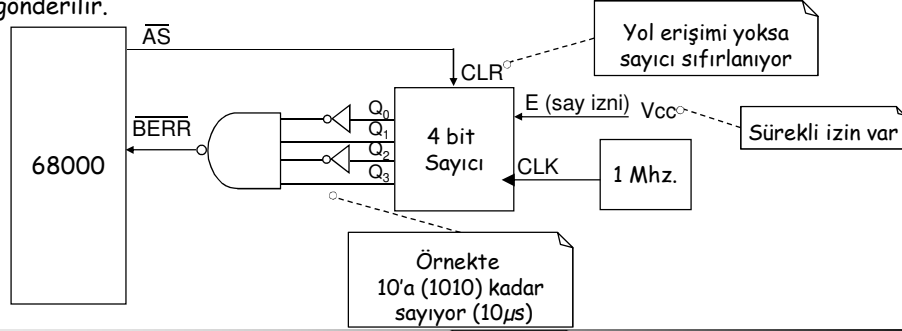 gönderilir.
AS
CLR
Yol erişimi yoksa
sayıcı sıfırlanıyor
E (say izni)
Vcc
Sürekli izin var
BERR
Q0
Q1
Q2
Q3
4 bit
Sayıcı
68000
CLK
1 Mhz.
Örnekte
10'a (1010) kadar
sayıyor (10µs)